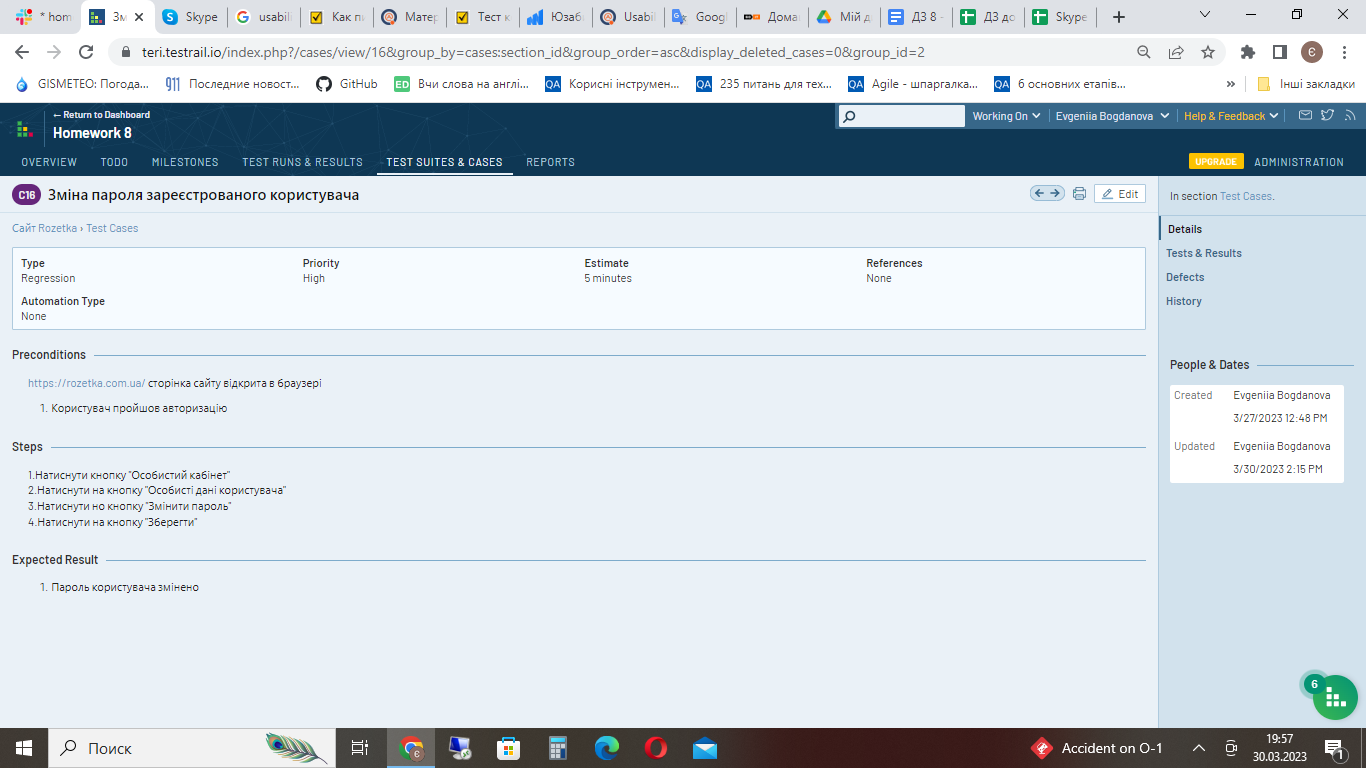 * hom
Зм
Skype
usabili
Как пи
Матер
Тест к
Юзаб
Usabil
Googl
Дома
Мій д
ДЗ 8 -
ДЗ до
Skype
teri.testrail.io/index.php?/cases/view/16&group_by=cases:section_id&group_order=asc&display_deleted_cases=0&group_id=2
GISMETEO: Погода...
Последние новост...
GitHub
Вчи слова на англі...
Корисні інструмен...
235 питань для тех...
Agile - шпаргалка...
6 основних етапів...
»
Інші закладки
← Return to Dashboard
Homework 8
Working On
Evgeniia Bogdanova
Help & Feedback
OVERVIEW
TODO
MILESTONES
TEST RUNS & RESULTS
TEST SUITES & CASES
REPORTS
UPGRADE
ADMINISTRATION
C16 Зміна пароля зареєстрованого користувача
Edit
In section Test Cases.
Сайт Rozetka › Test Cases
Details
Tests & Results
Defects
History
Type
Regression
Priority
High
Estimate
5 minutes
References
None
Automation Type
None
Preconditions
https://rozetka.com.ua/ сторінка сайту відкрита в браузері
1. Користувач пройшов авторизацію
Steps
1.Натиснути кнопку "Особистий кабінет"
2.Натиснути на кнопку "Особисті дані користувача"
3.Натиснути но кнопку "Змінити пароль"
4.Натиснути на кнопку "Зберегти"
Expected Result
1. Пароль користувача змінено
People & Dates
Created
Evgeniia Bogdanova
3/27/2023 12:48 PM
Updated
Evgeniia Bogdanova
3/30/2023 2:15 PM
6
Поиск
Accident on O-1
19:57
30.03.2023
1